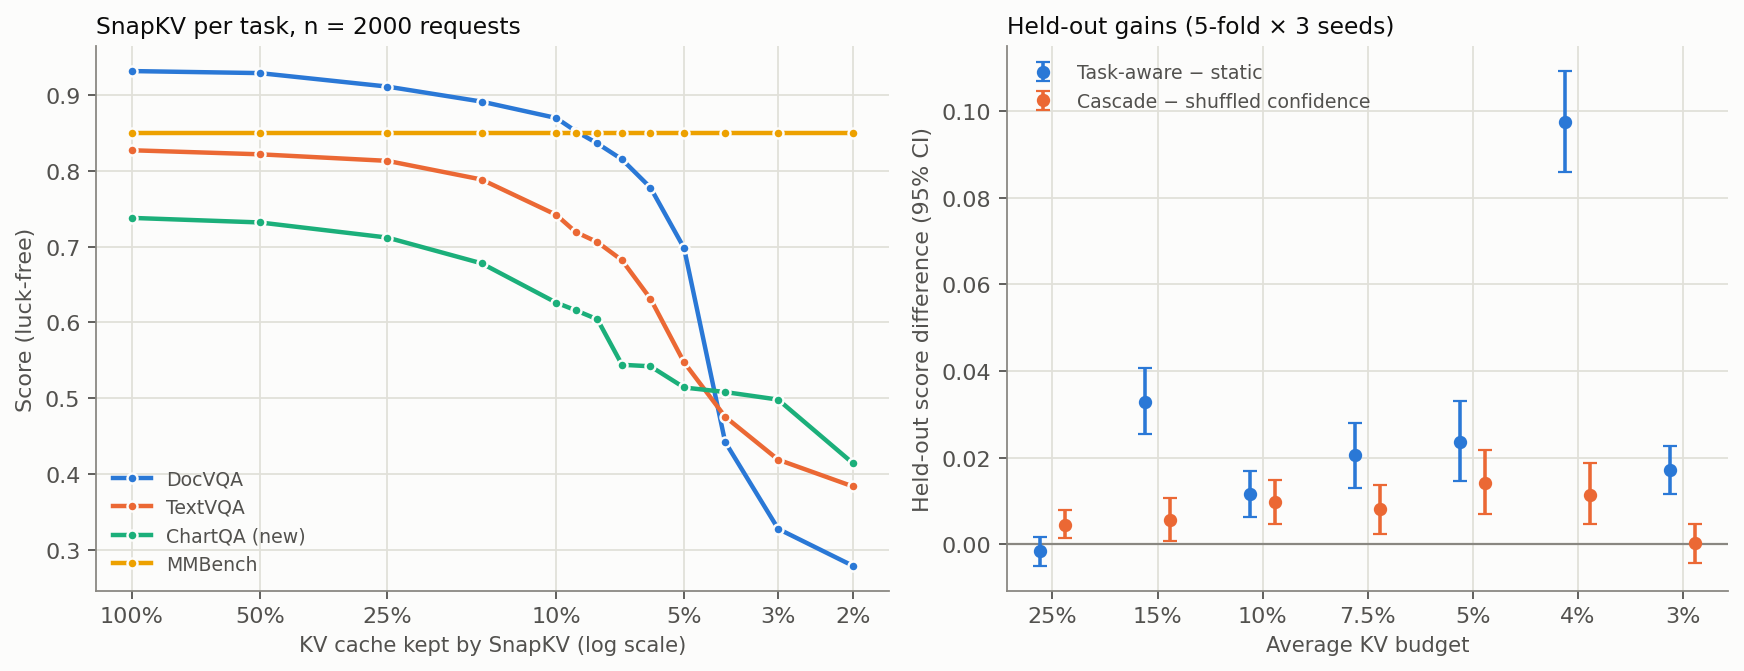 SnapKV per task, n = 2000 requests
Score (luck-free)
0.9
0.8
0.7
0.6
0.5
0.4
0.3
DocVQA
TextVQA
ChartQA (new)
MMBench
100% 50% 25% 10% 5% 3% 2%
KV cache kept by SnapKV (log scale)
Held-out gains (5-fold × 3 seeds)
Held-out score difference (95% CI)
0.10
0.08
0.06
0.04
0.02
0.00
Task-aware − static
Cascade − shuffled confidence
25% 15% 10% 7.5% 5% 4% 3%
Average KV budget